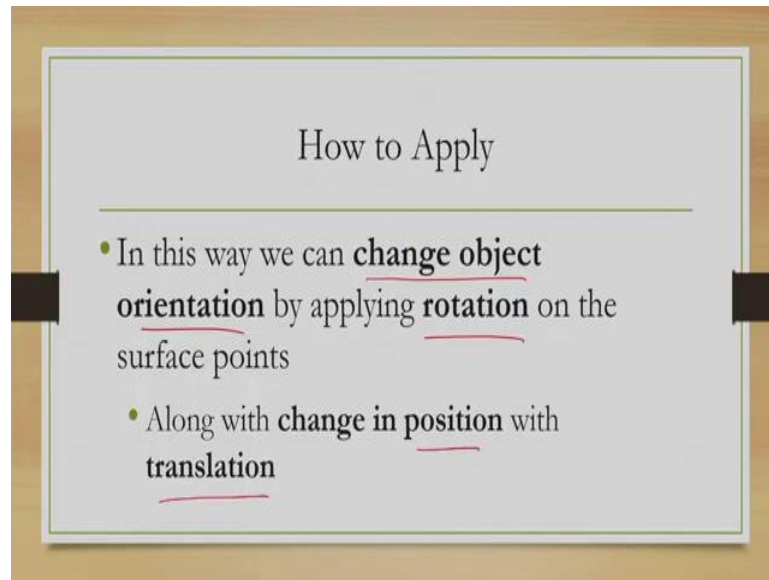 How to Apply
• In this way we can change object
orientation by applying rotation on the
surface points
• Along with change in position with
translation